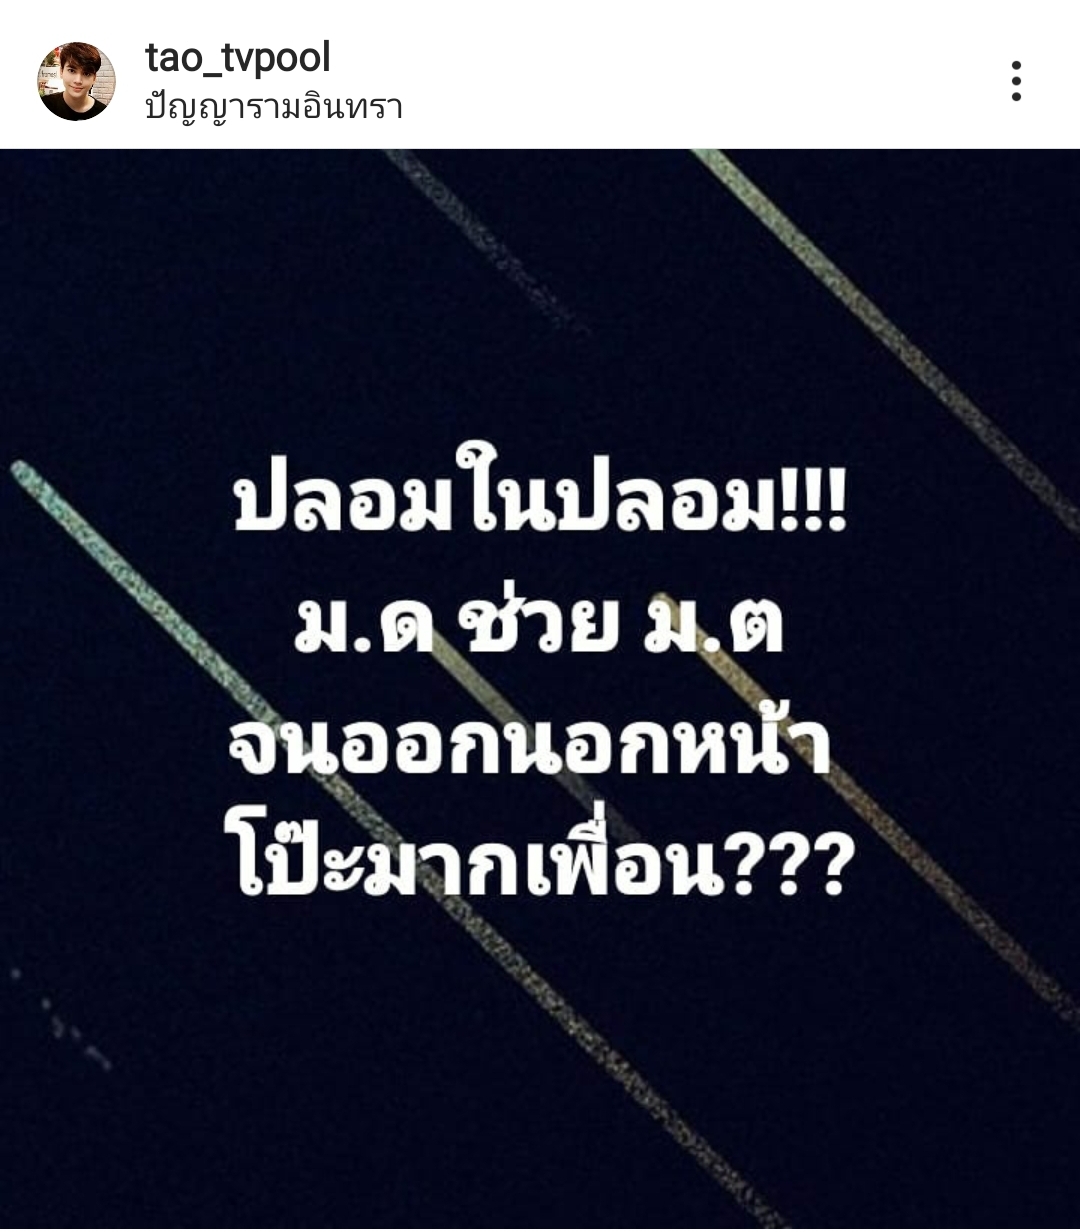 tao_tvpool
ปัญญารามอินทรา
ปลอมในปลอม!!!
ม.ด ช่วย ม.ต
จนออกนอกหน้า
โป๊ะมากเพื่อน???